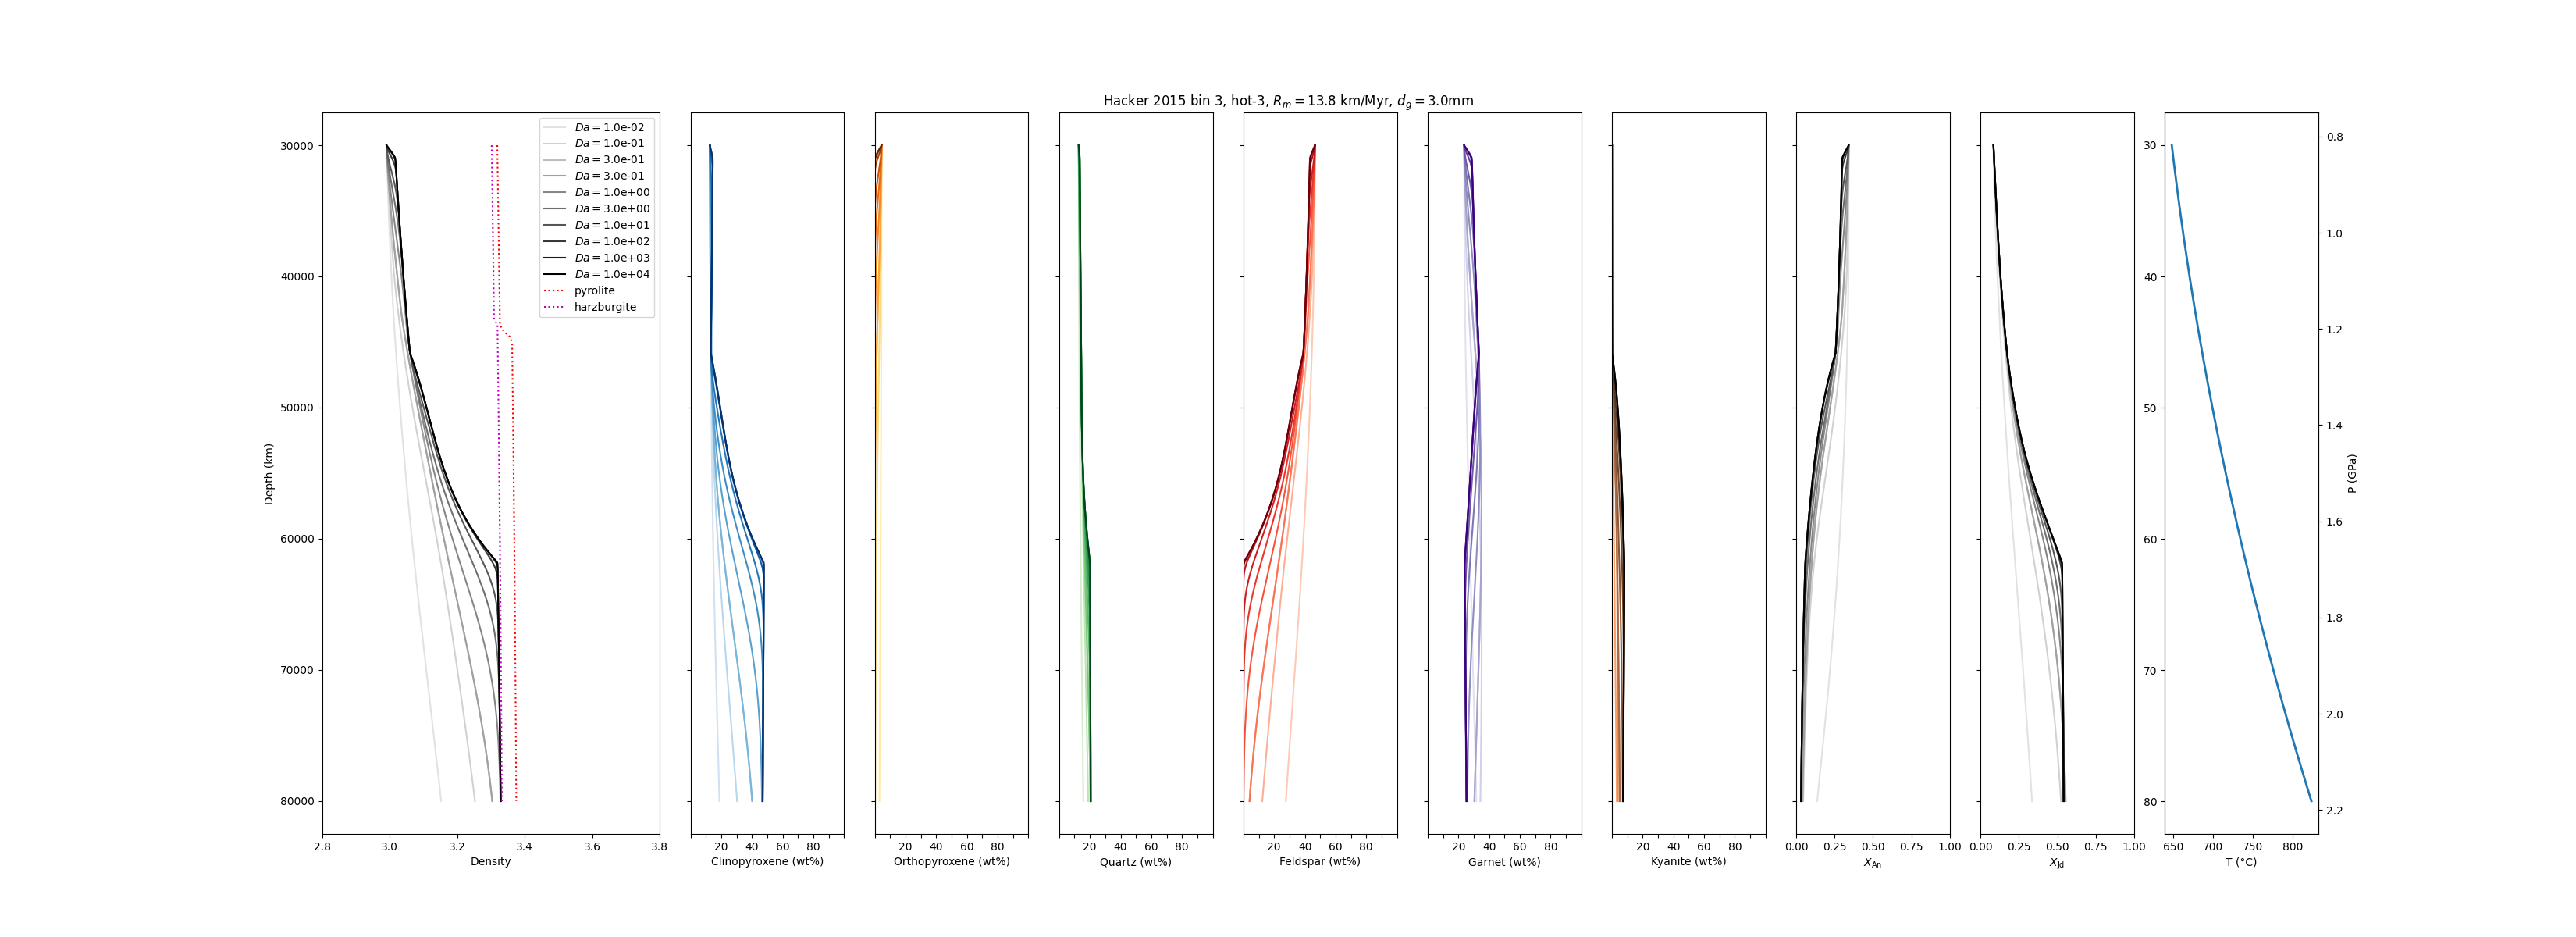 Hacker 2015 bin 3, hot-3, $R_m = 13.8$ km/Myr, $d_g = 3.0$mm
Da = 1.0e-02
Da = 1.0e-01
Da = 3.0e-01
Da = 3.0e-01
Da = 1.0e+00
Da = 3.0e+00
Da = 1.0e+01
Da = 1.0e+02
Da = 1.0e+03
Da = 1.0e+04
pyrolite
harzburgite
Depth (km)
30000
40000
50000
60000
70000
80000
2.8 3.0 3.2 3.4 3.6 3.8
Density
20 40 60 80
Clinopyroxene (wt%)
20 40 60 80
Orthopyroxene (wt%)
20 40 60 80
Quartz (wt%)
20 40 60 80
Feldspar (wt%)
20 40 60 80
Garnet (wt%)
20 40 60 80
Kyanite (wt%)
0.00 0.25 0.50 0.75 1.00
$X_{An}$
0.00 0.25 0.50 0.75 1.00
$X_{Jd}$
30
40
50
60
70
80
650 700 750 800
T (°C)
0.8
1.0
1.2
1.4
1.6
1.8
2.0
2.2
P (GPa)